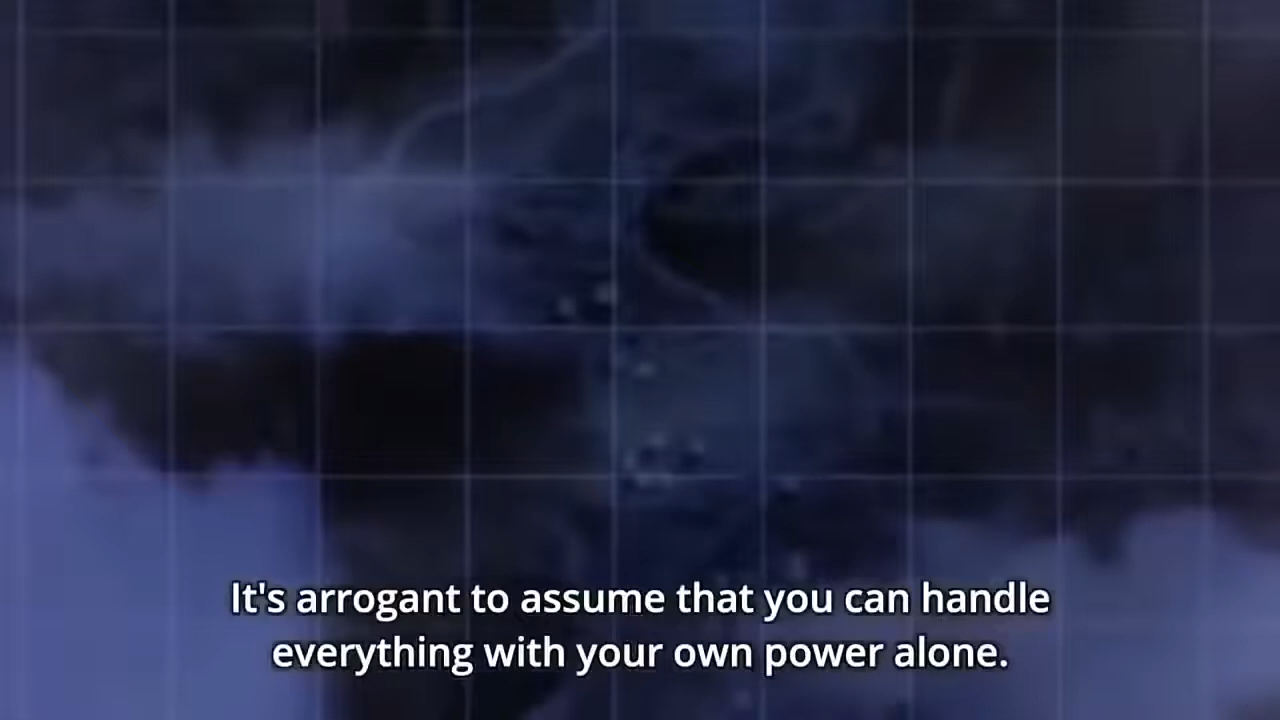 It's arrogant to assume that you can handle
everything with your own power alone.